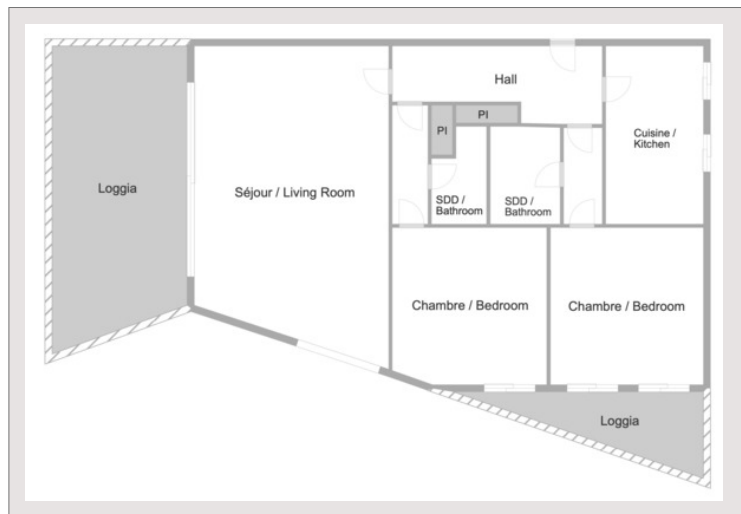 Hall
PI
PI
Cuisine /
Kitchen
Loggia
Séjour / Living Room
SDD /
Bathroom
SDD /
Bathroom
Chambre / Bedroom
Chambre / Bedroom
Loggia